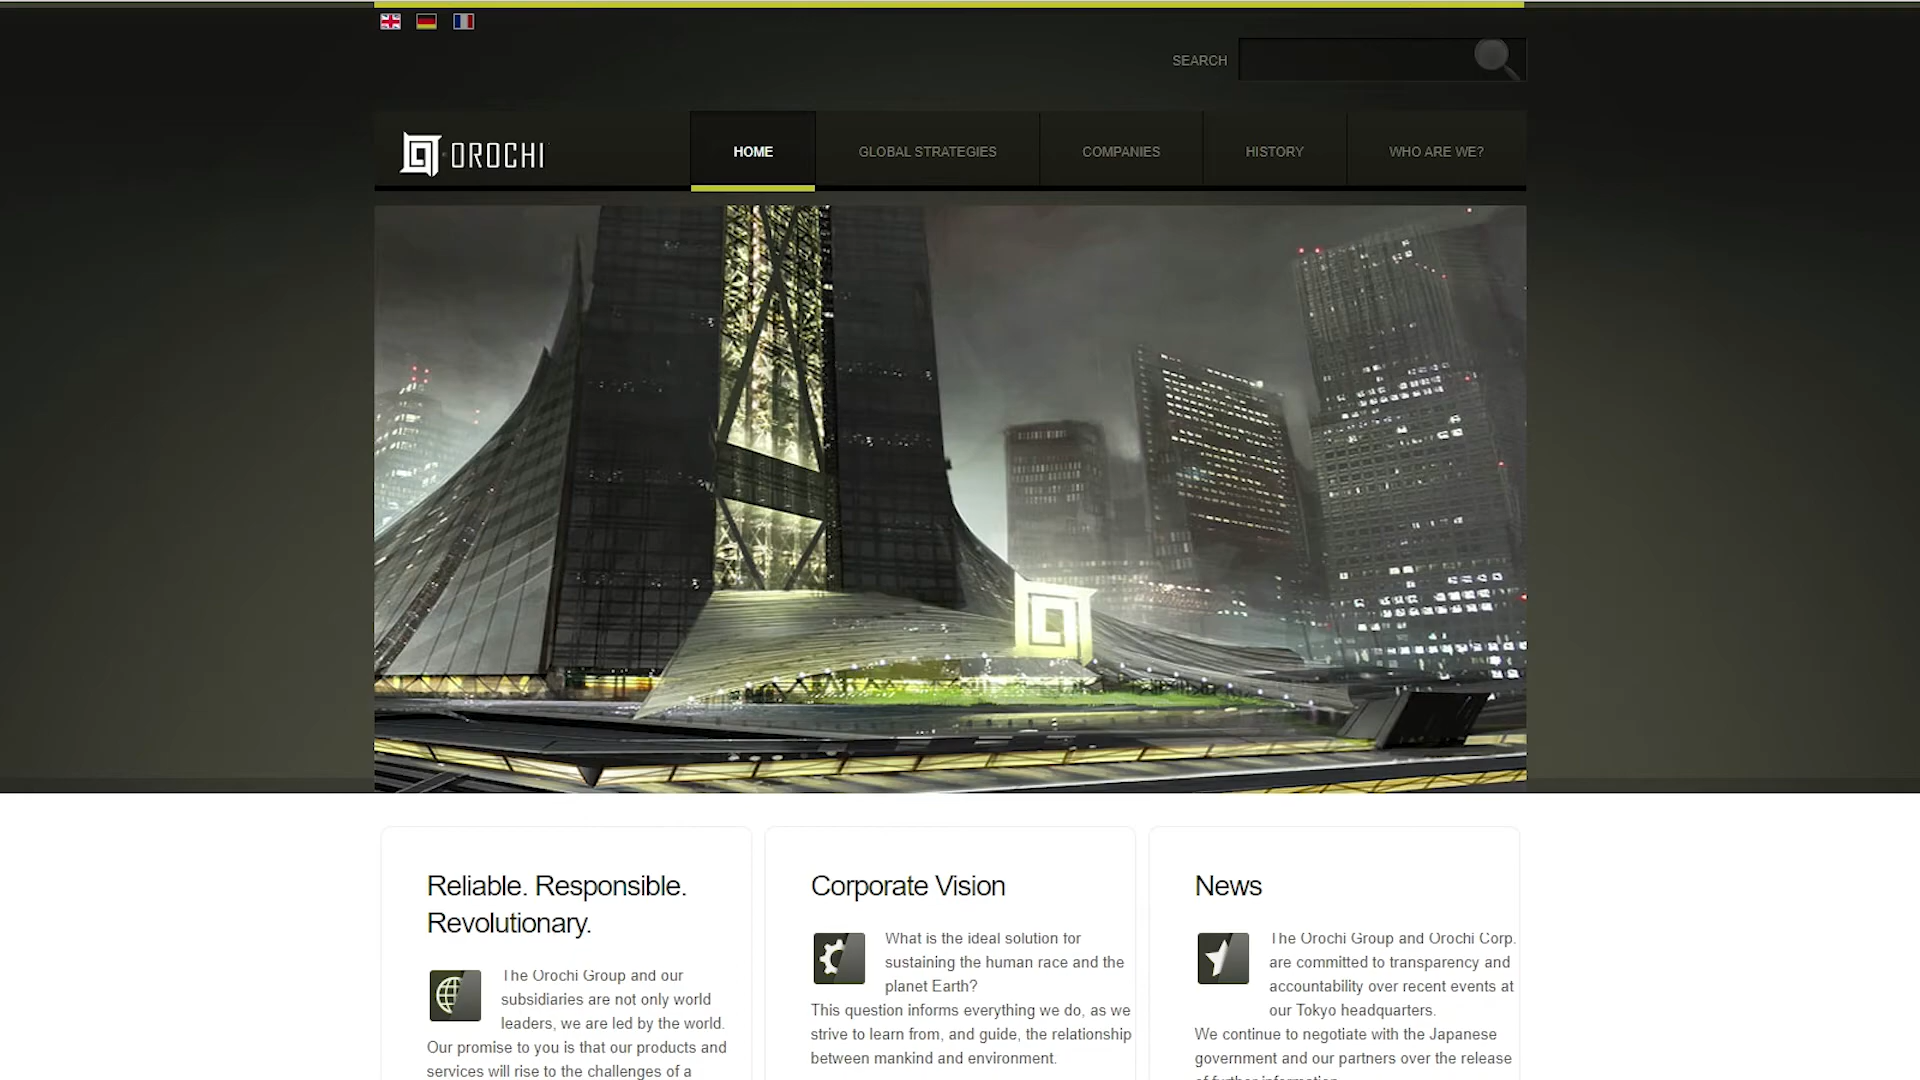 SEARCH
OROCHI
HOME
GLOBAL STRATEGIES
COMPANIES
HISTORY
WHO ARE WE?
Reliable. Responsible.
Revolutionary.
The Orochi Group and our
subsidiaries are not only world
leaders, we are led by the world.
Our promise to you is that our products and
services will rise to the challenges of a
Corporate Vision
What is the ideal solution for
sustaining the human race and the
planet Earth?
This question informs everything we do, as we
strive to learn from, and guide, the relationship
between mankind and environment.
News
The Orochi Group and Orochi Corp.
are committed to transparency and
accountability over recent events at
our Tokyo headquarters.
We continue to negotiate with the Japanese
government and our partners over the release
of further information